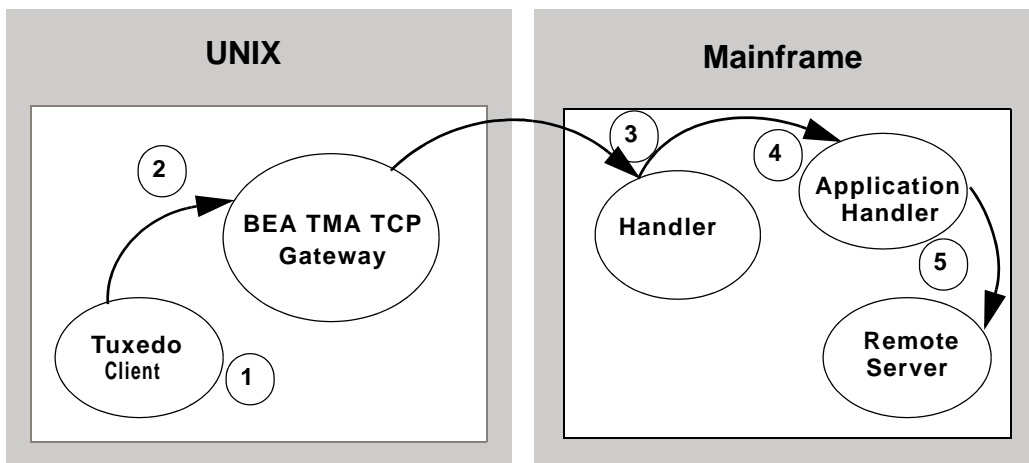 UNIX
2
BEA TMA TCP
Gateway
Tuxedo
Client
1
Mainframe
3
4
Application
Handler
Handler
5
Remote
Server